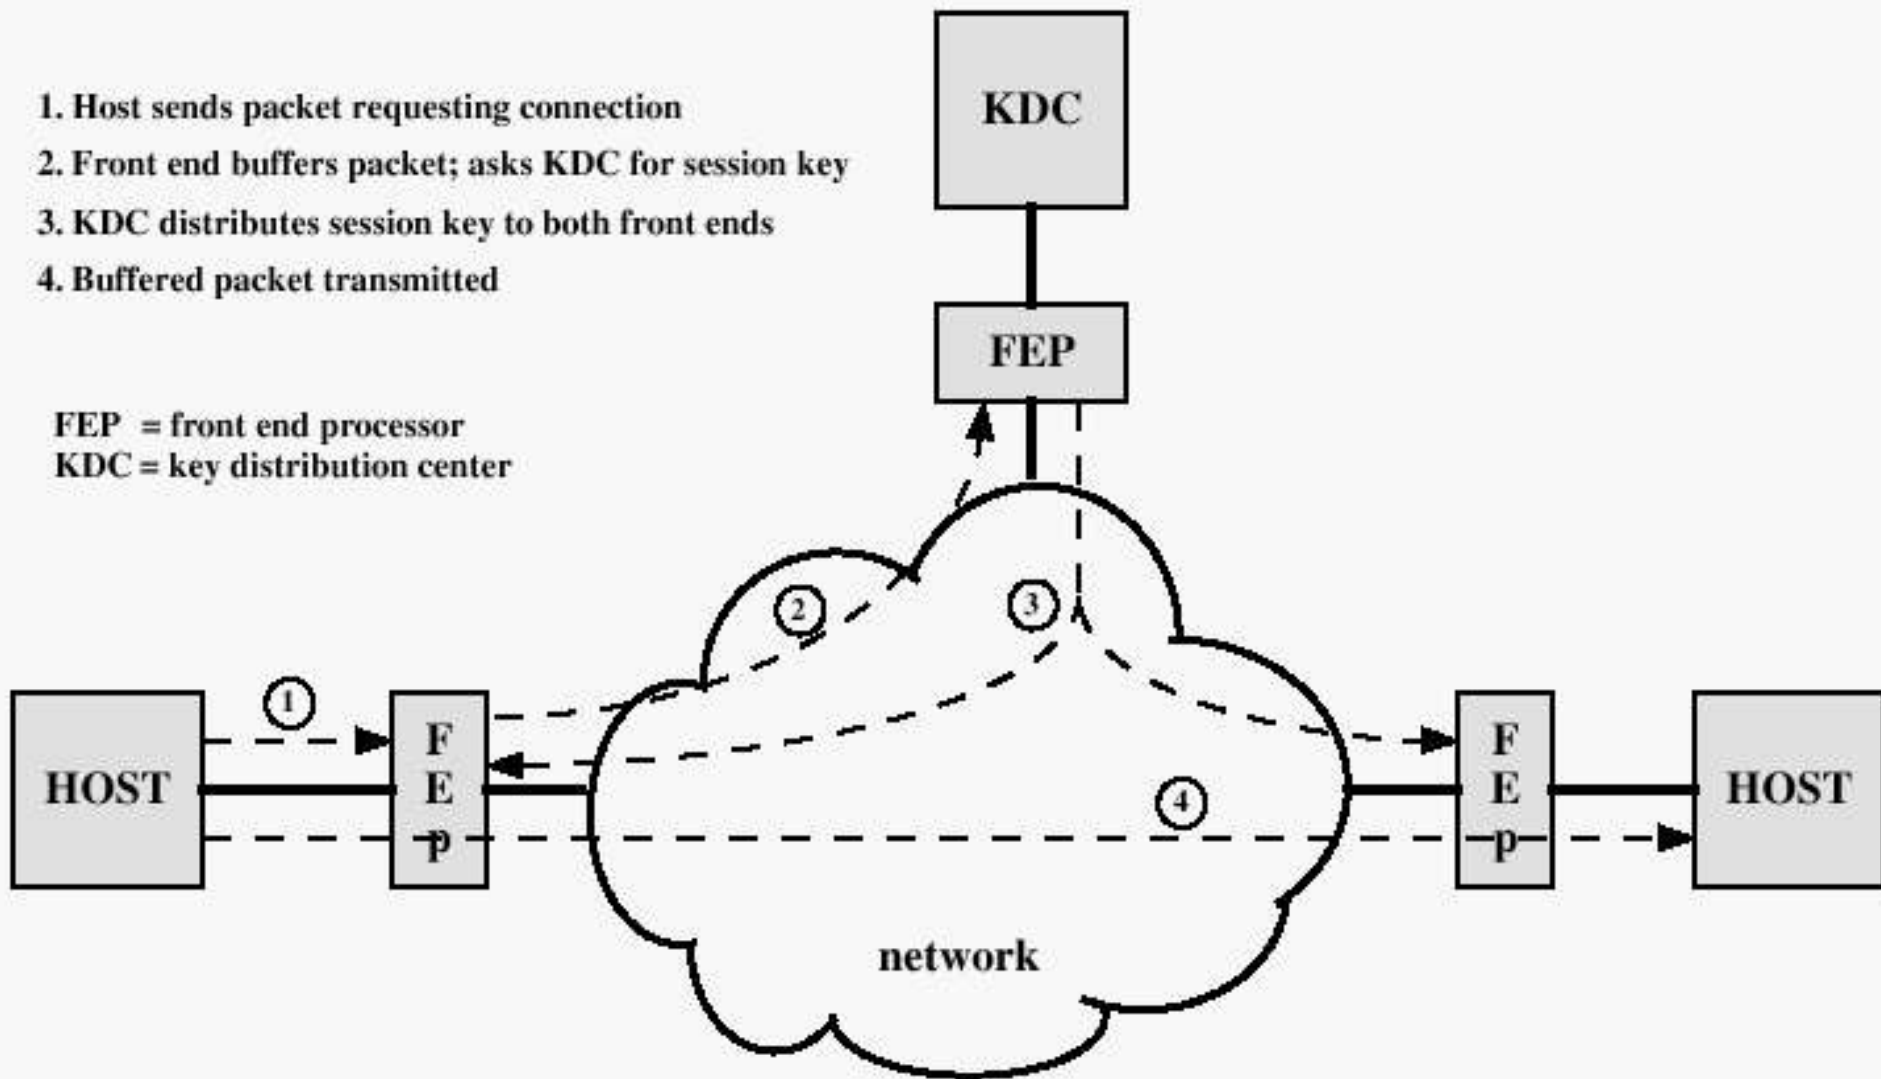 KDC
1. Host sends packet requesting connection
2. Front end buffers packet; asks KDC for session key
3. KDC distributes session key to both front ends
4. Buffered packet transmitted
FEP
FEP = front end processor
KDC = key distribution center
2
3
1
HOST
F
E
p
4
F
E
p
HOST
network